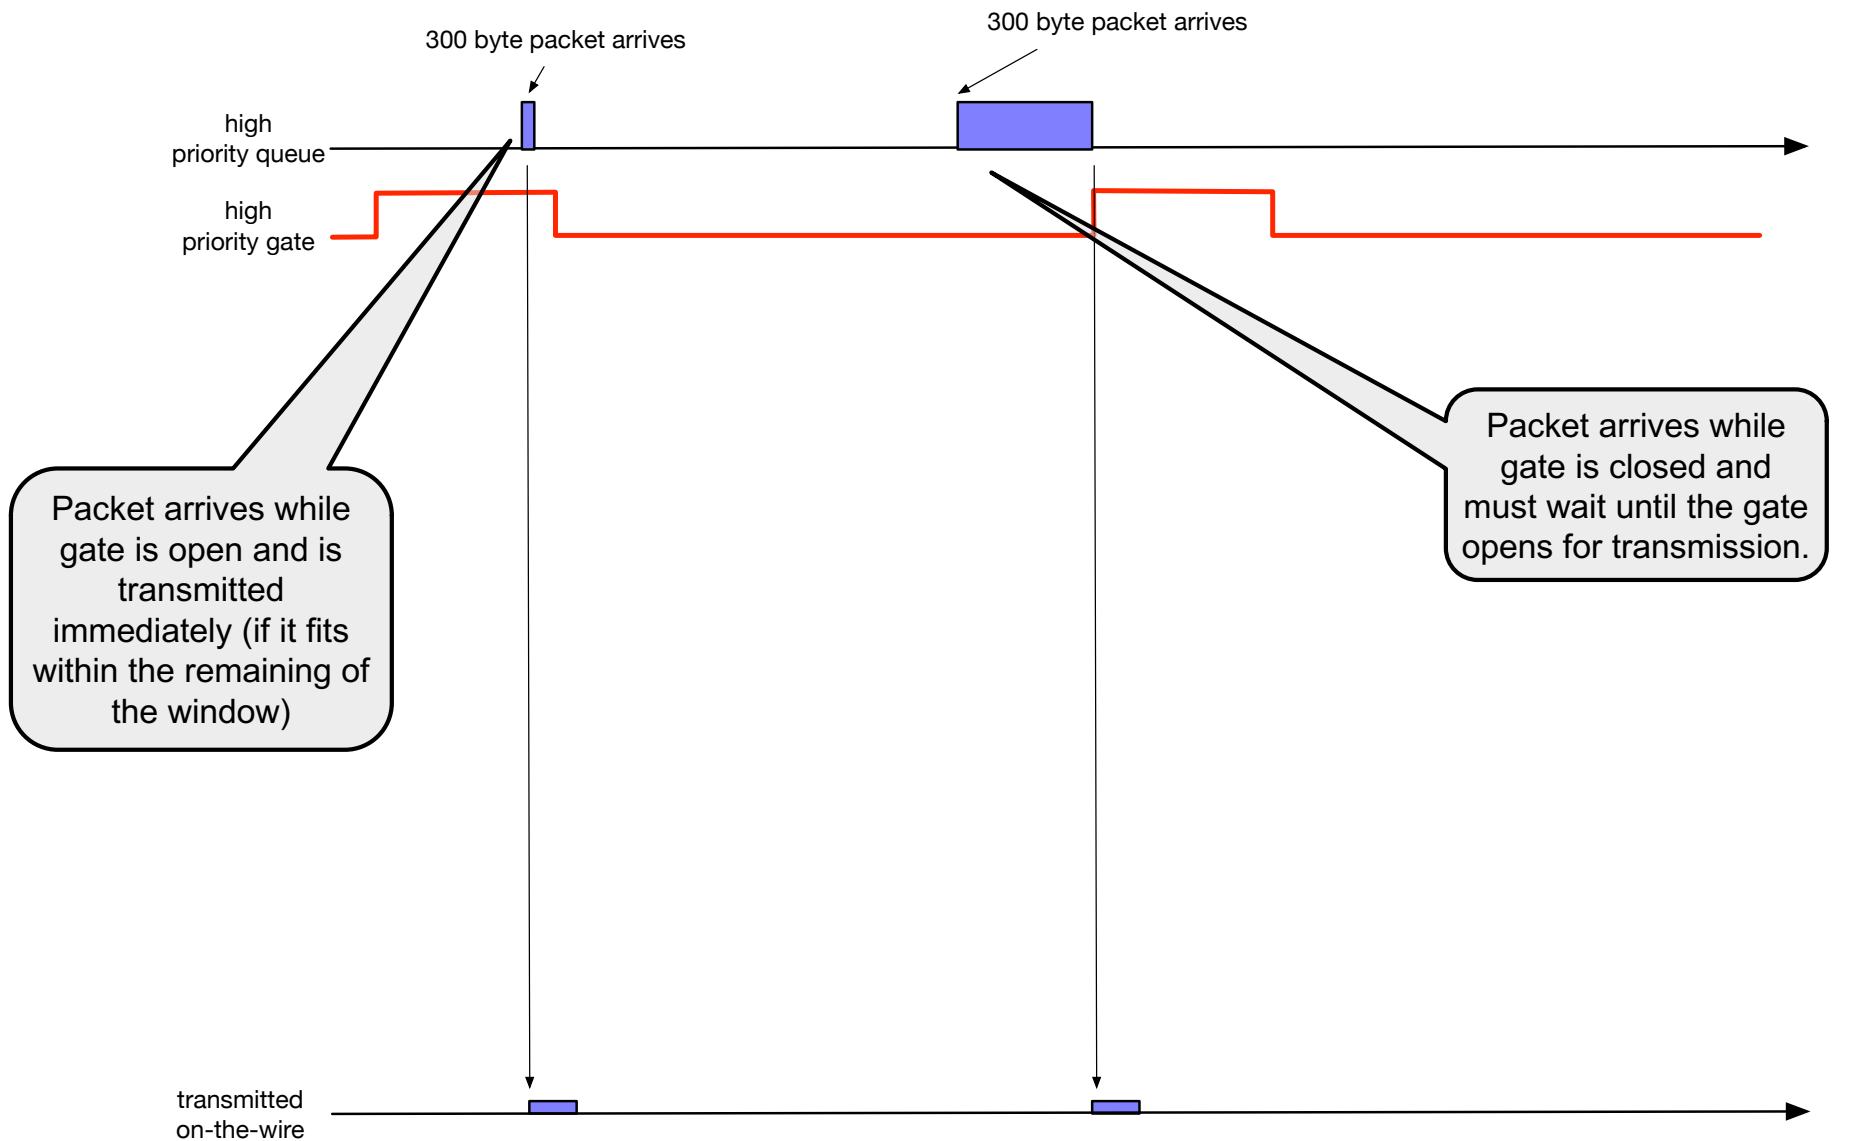 300 byte packet arrives
300 byte packet arrives
high
priority queue
high
priority gate
Packet arrives while
gate is closed and
must wait until the gate
opens for transmission.
Packet arrives while
gate is open and is
transmitted
immediately (if it fits
within the remaining of
the window)
transmitted
on-the-wire